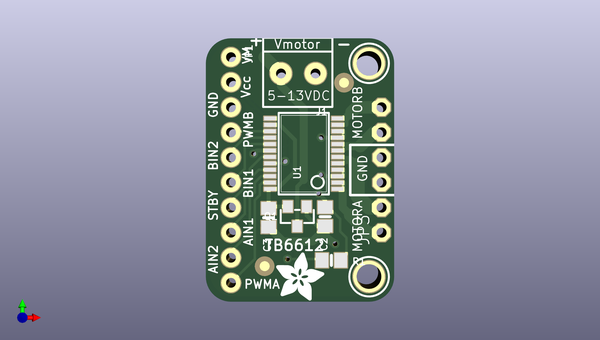 + Vmotor -
VM
Vcc
5-13VDC
GND
MOTORB
PWMB
BIN2
GND
U1
BIN1
STBY
AIN1
MOTORA
TB6612
AIN2
PWMA